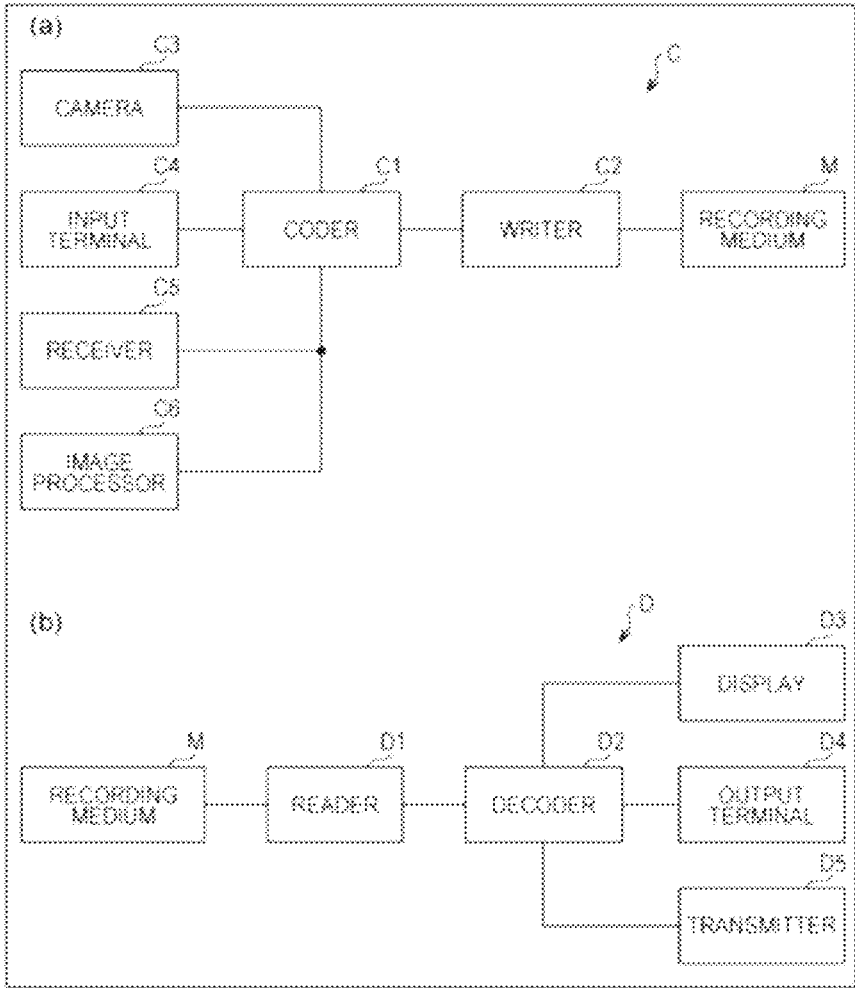 (a)
C3
C
CAMERA
C4
C1
C2
M
INPUT
TERMINAL
CODER
WRITER
RECORDING
MEDIUM
C5
RECEIVER
C6
IMAGE
PROCESSOR
(b)
D
D3
DISPLAY
M
D1
D2
D4
RECORDING
MEDIUM
READER
DECODER
OUTPUT
TERMINAL
D5
TRANSMITTER